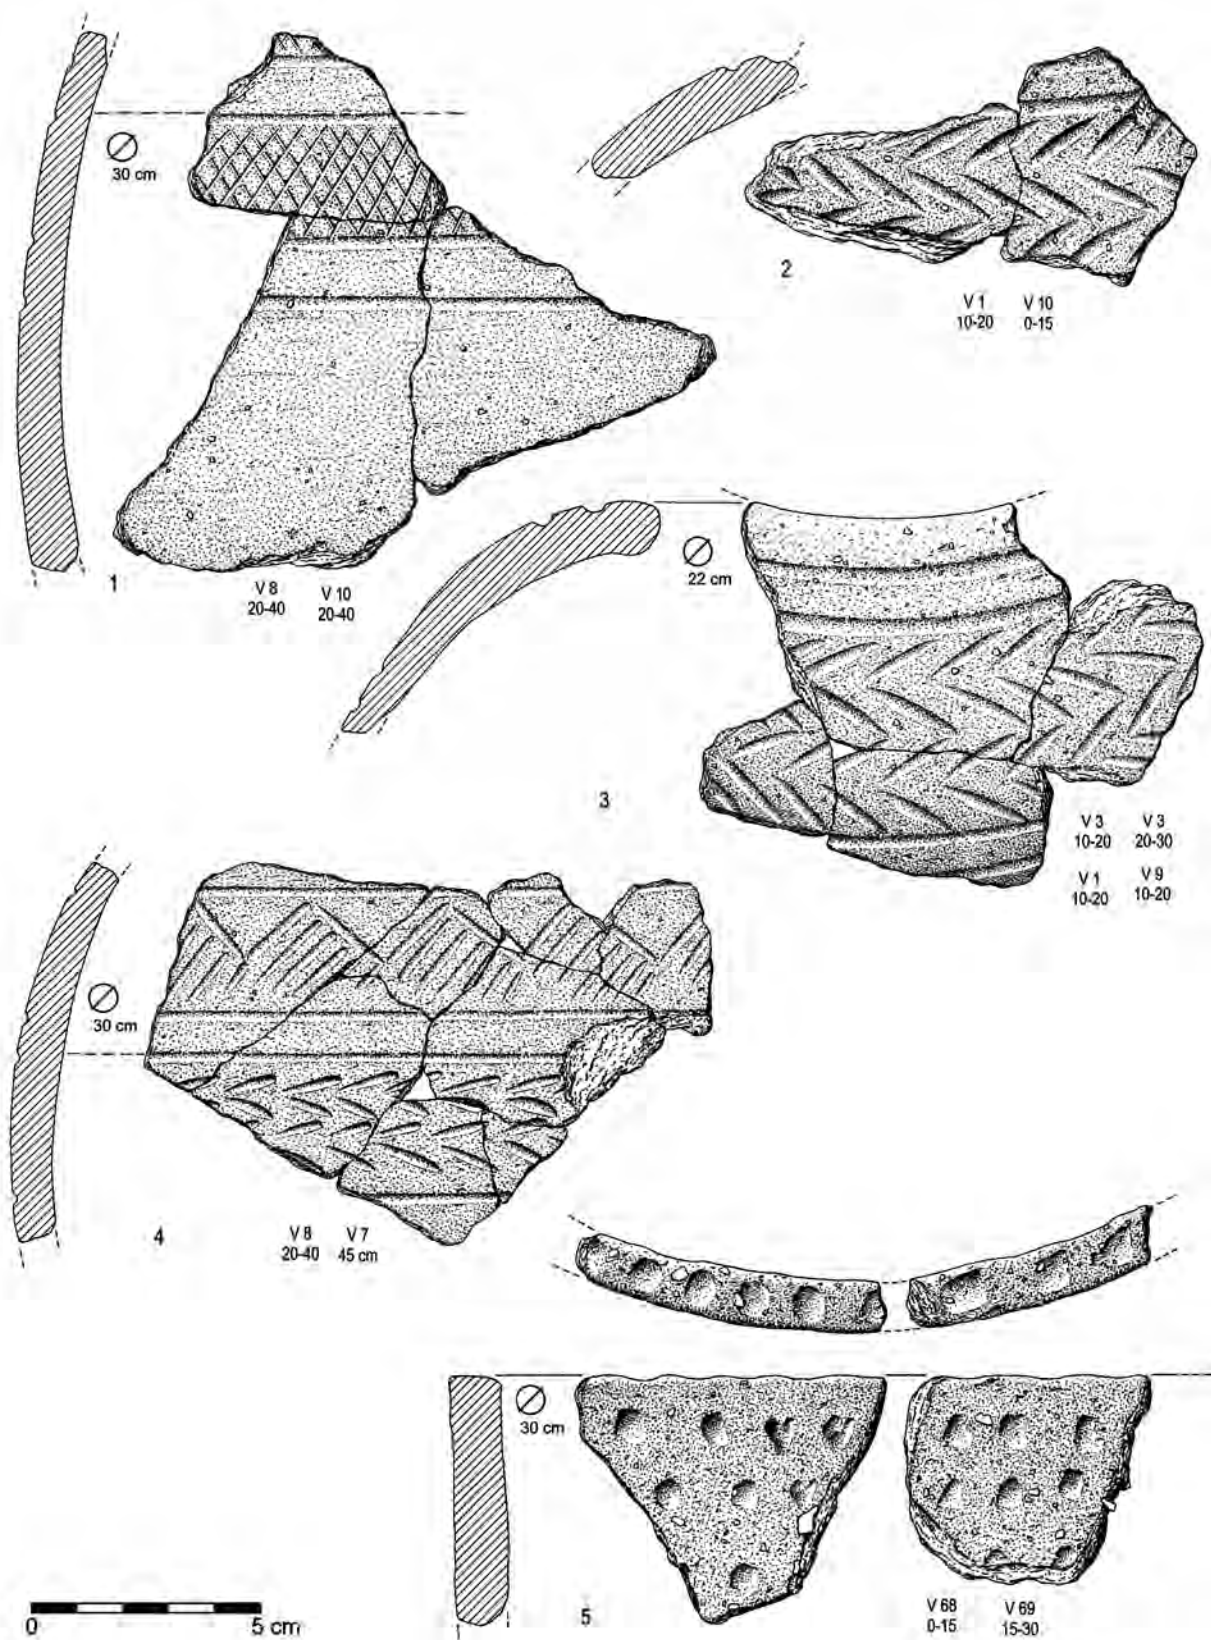 30 cm
1
V 8 V 10
20-40 20-40
2
V 1 V 10
10-20 0-15
22 cm
3
V 3 V 3
10-20 20-30
V 1 V 9
10-20 10-20
30 cm
4
V 8 V 7
20-40 45 cm
30 cm
5
V 68 V 69
0-15 15-30
0 5 cm